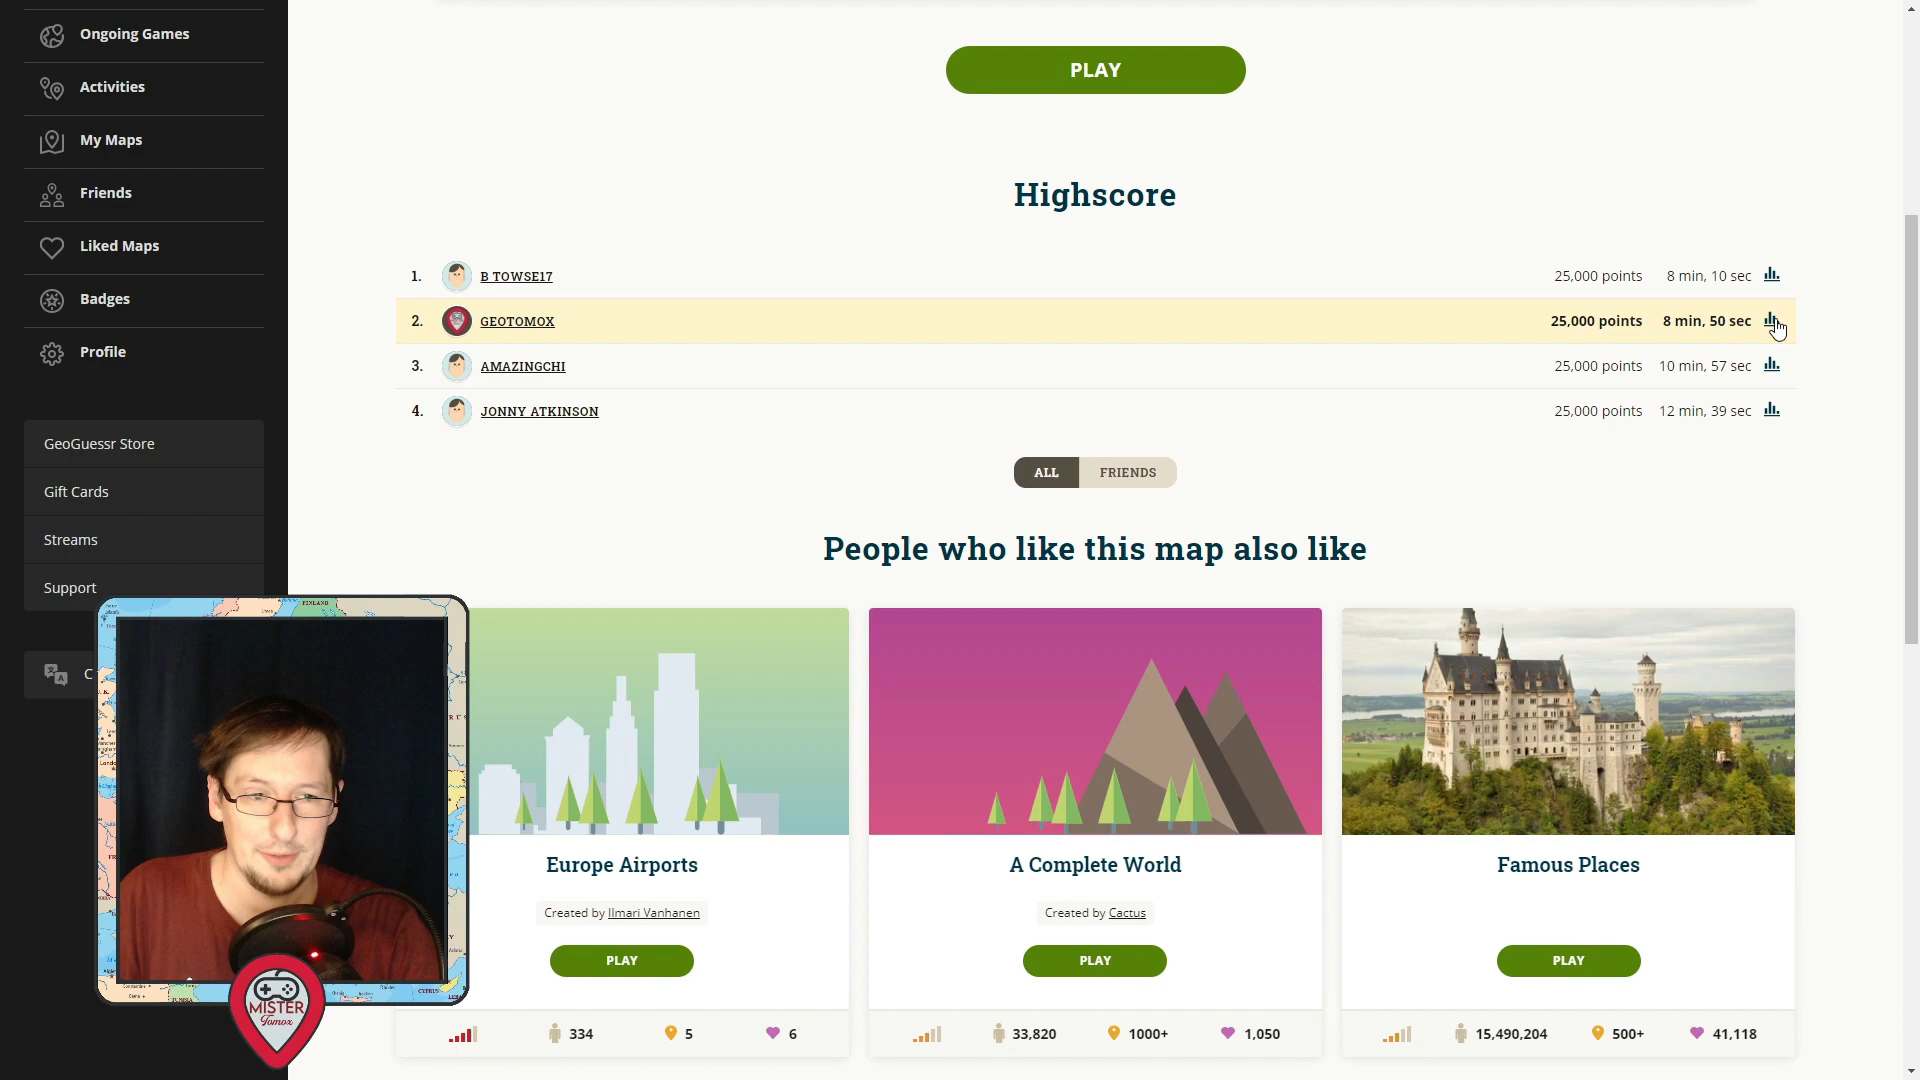 Ongoing Games
Activities
My Maps
Friends
Liked Maps
Badges
Profile
GeoGuessr Store
Gift Cards
Streams
Support
C
PLAY
Highscore
1. B TOWSE17 25,000 points 8 min, 10 sec
2. GEOTOMOX 25,000 points 8 min, 50 sec
3. AMAZINGCHI 25,000 points 10 min, 57 sec
4. JONNY ATKINSON 25,000 points 12 min, 39 sec
ALL FRIENDS
People who like this map also like
Europe Airports
Created by Ilmari Vanhanen
PLAY
334 5 6
A Complete World
Created by Cactus
PLAY
33,820 1000+ 1,050
Famous Places
PLAY
15,490,204 500+ 41,118
FINLAND
TUNISIA
CYPRUS
MISTER
Tomox